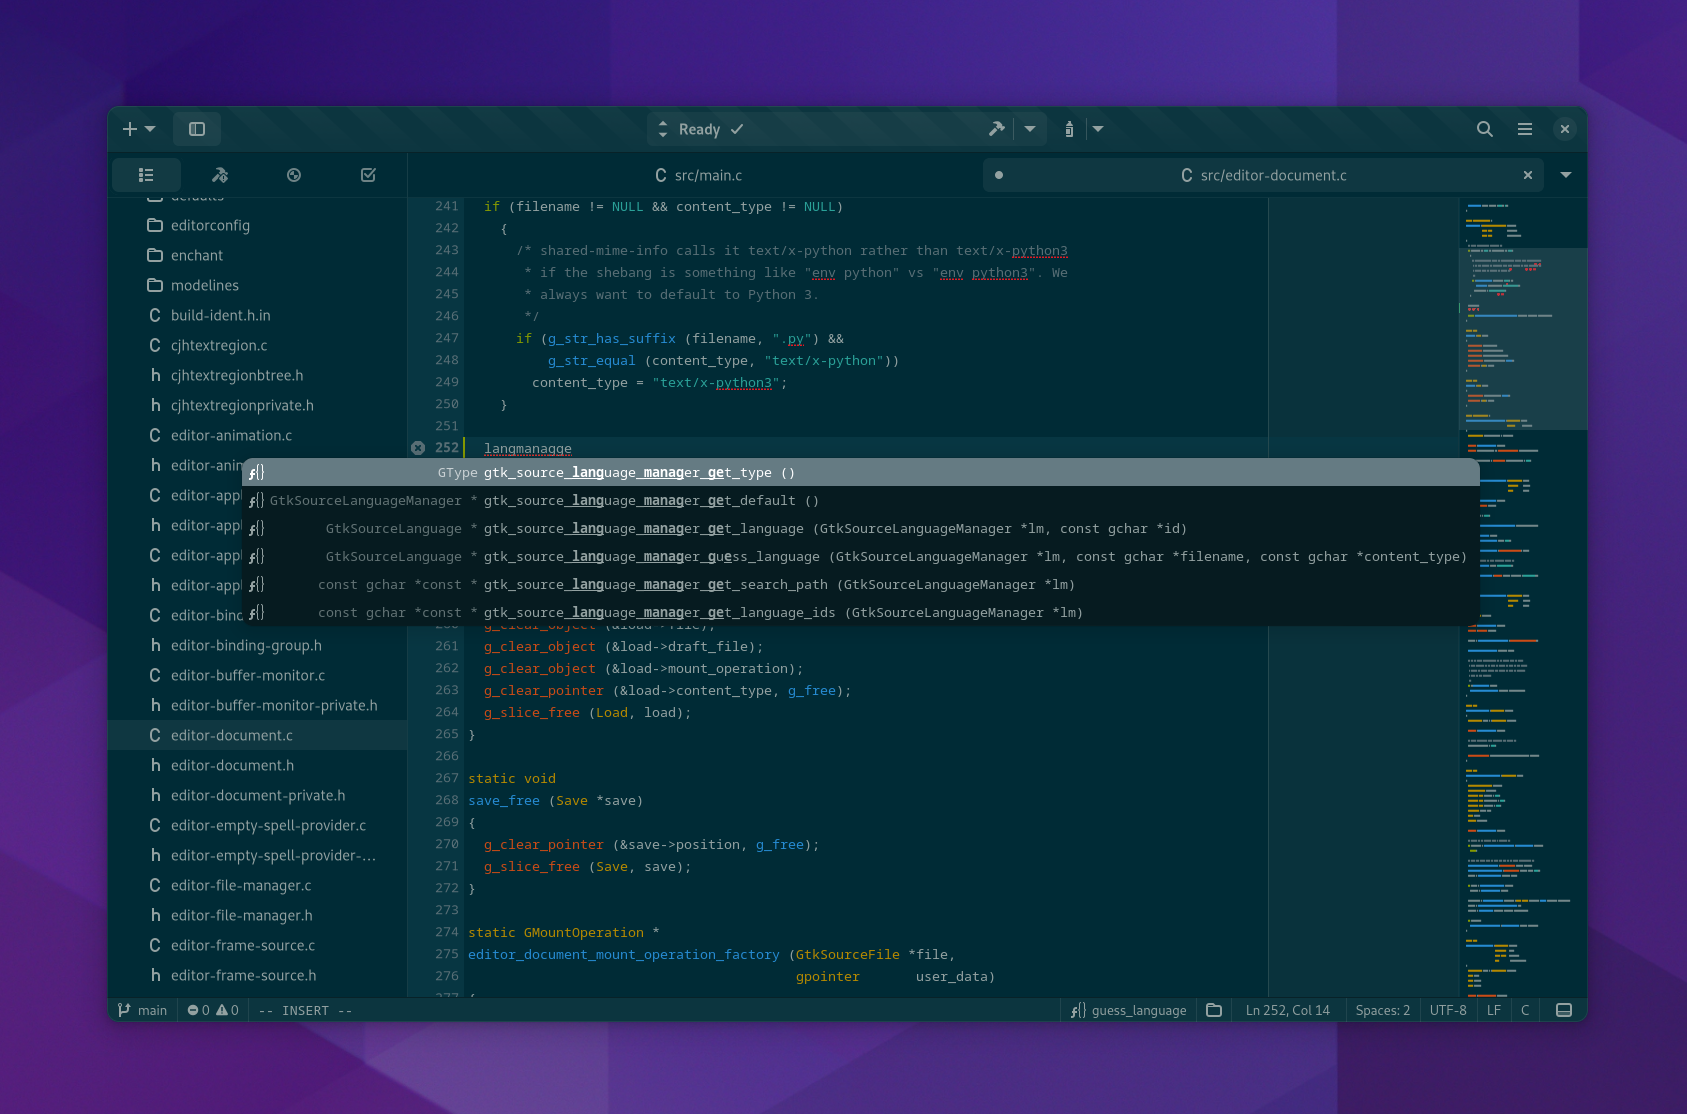 Ready
src/main.c
src/editor-document.c
defaults
editorconfig
enchant
modelines
build-ident.h.in
cjhtextregion.c
cjhtextregionbtree.h
cjhtextregionprivate.h
editor-animation.c
editor-anim
editor-appl
editor-appl
editor-appl
editor-appl
editor-bind
editor-binding-group.h
editor-buffer-monitor.c
editor-buffer-monitor-private.h
editor-document.c
editor-document.h
editor-document-private.h
editor-empty-spell-provider.c
editor-empty-spell-provider-…
editor-file-manager.c
editor-file-manager.h
editor-frame-source.c
editor-frame-source.h
241 if (filename != NULL && content_type != NULL)
242 {
243 /* shared-mime-info calls it text/x-python rather than text/x-python3
244 * if the shebang is something like "env python" vs "env python3". We
245 * always want to default to Python 3.
246 */
247 if (g_str_has_suffix (filename, ".py") &&
248 g_str_equal (content_type, "text/x-python"))
249 content_type = "text/x-python3";
250 }
251
252 langmanagge
GType gtk_source_language_manager_get_type ()
GtkSourceLanguageManager * gtk_source_language_manager_get_default ()
GtkSourceLanguage * gtk_source_language_manager_get_language (GtkSourceLanguageManager *lm, const gchar *id)
GtkSourceLanguage * gtk_source_language_manager_guess_language (GtkSourceLanguageManager *lm, const gchar *filename, const gchar *content_type)
const gchar *const * gtk_source_language_manager_get_search_path (GtkSourceLanguageManager *lm)
const gchar *const * gtk_source_language_manager_get_language_ids (GtkSourceLanguageManager *lm)
260 g_clear_object (&load->file);
261 g_clear_object (&load->draft_file);
262 g_clear_object (&load->mount_operation);
263 g_clear_pointer (&load->content_type, g_free);
264 g_slice_free (Load, load);
265 }
266
267 static void
268 save_free (Save *save)
269 {
270 g_clear_pointer (&save->position, g_free);
271 g_slice_free (Save, save);
272 }
273
274 static GMountOperation *
275 editor_document_mount_operation_factory (GtkSourceFile *file,
276 gpointer user_data)
277 {
main 0 0 -- INSERT -- guess_language Ln 252, Col 14 Spaces: 2 UTF-8 LF C